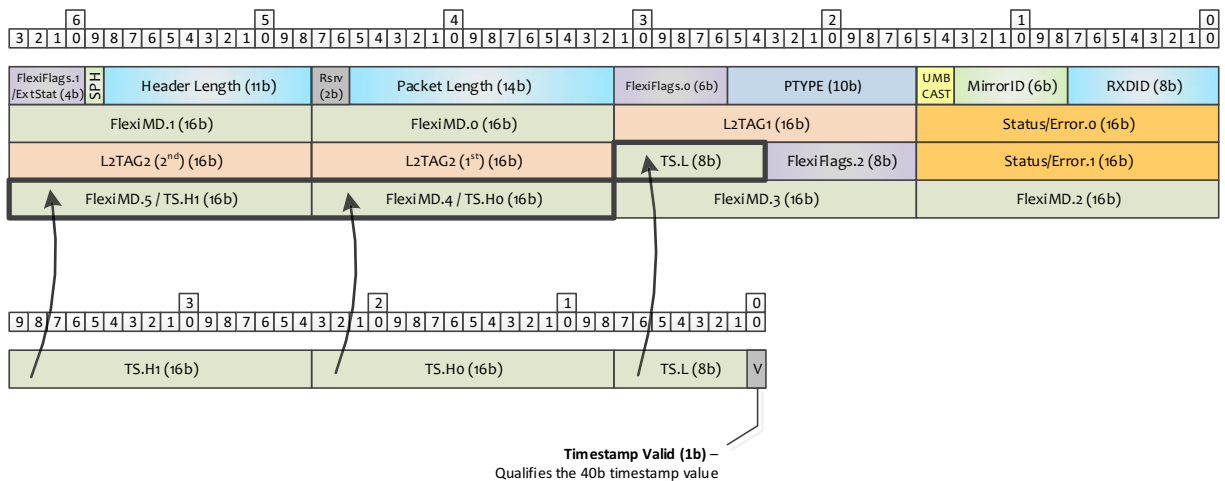 6 5 4 3 2 1 0
3 2 1 0 9 8 7 6 5 4 3 2 1 0 9 8 7 6 5 4 3 2 1 0 9 8 7 6 5 4 3 2 1 0 9 8 7 6 5 4 3 2 1 0 9 8 7 6 5 4 3 2 1 0 9 8 7 6 5 4 3 2 1 0
FlexiFlags.1 /ExtStat (4b) SPH Header Length (11b) Rsrv (2b) Packet Length (14b) FlexiFlags.0 (6b) PTYPE (10b) UMB CAST MirrorID (6b) RXDID (8b)
FlexiMD.1 (16b) FlexiMD.0 (16b) L2TAG1 (16b) Status/Error.0 (16b)
L2TAG2 (2nd) (16b) L2TAG2 (1st) (16b) TS.L (8b) FlexiFlags.2 (8b) Status/Error.1 (16b)
FlexiMD.5 / TS.H1 (16b) FlexiMD.4 / TS.H0 (16b) FlexiMD.3 (16b) FlexiMD.2 (16b)
3 2 1 0
9 8 7 6 5 4 3 2 1 0 9 8 7 6 5 4 3 2 1 0 9 8 7 6 5 4 3 2 1 0 9 8 7 6 5 4 3 2 1 0
TS.H1 (16b) TS.H0 (16b) TS.L (8b) V
Timestamp Valid (1b) –
Qualifies the 40b timestamp value